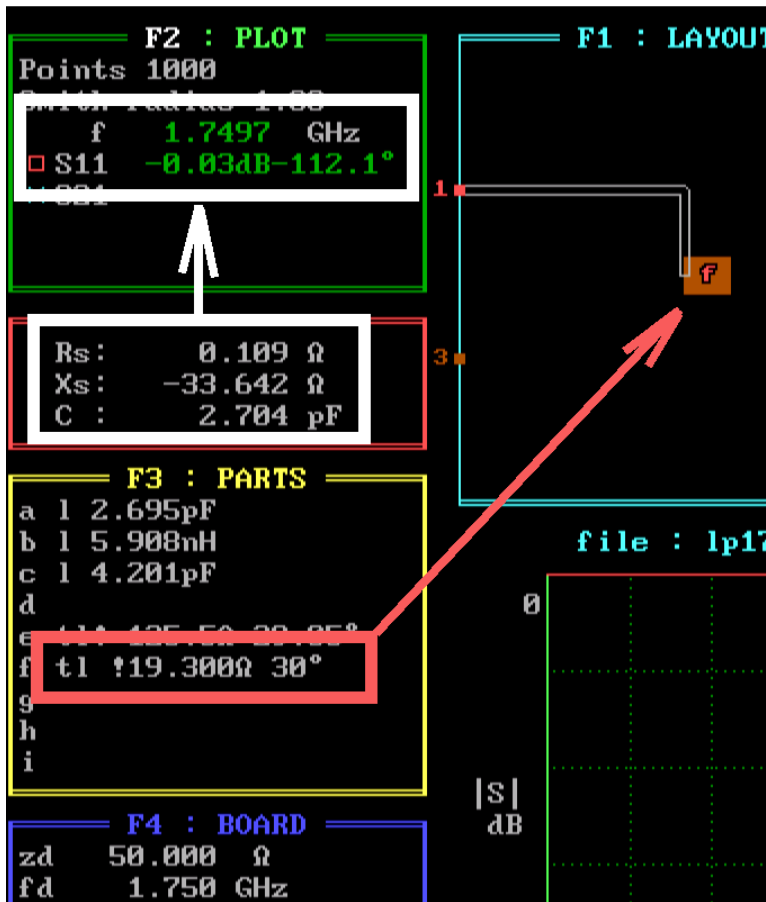 F2 : PLOT
Points 1000
f 1.7497 GHz
S11 -0.03dB-112.1°
Rs: 0.109 Ω
Xs: -33.642 Ω
C : 2.704 pF
F3 : PARTS
a l 2.695pF
b l 5.908nH
c l 4.201pF
d
e
f tl !19.300Ω 30°
g
h
i
F4 : BOARD
zd 50.000 Ω
fd 1.750 GHz
F1 : LAYOUT
1
f
3
file : lp17
0
|S|
dB